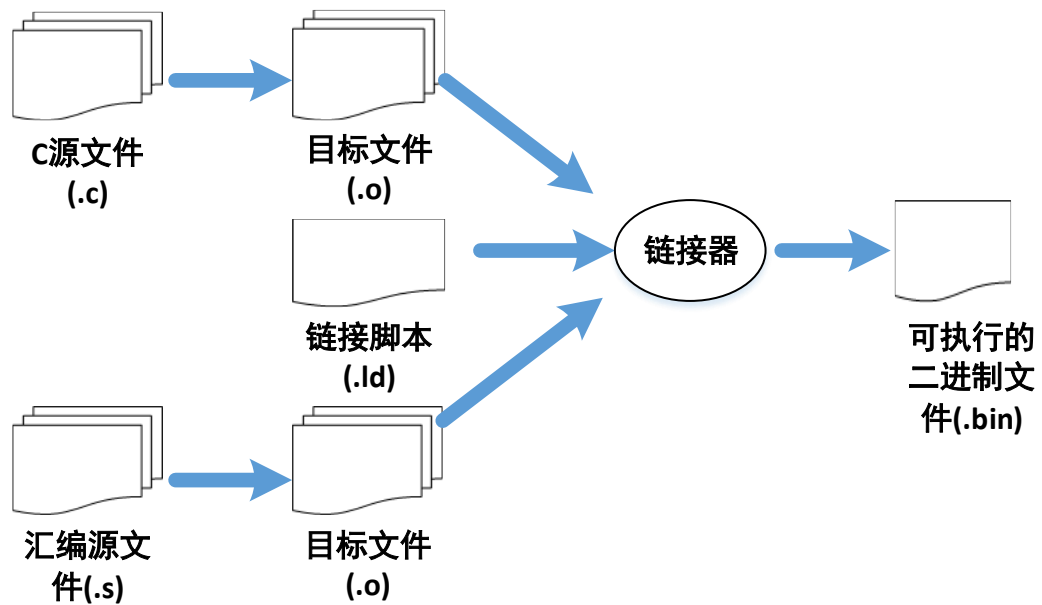 C源文件
(.c)
目标文件
(.o)
链接脚本
(.ld)
链接器
可执行的
二进制文
件(.bin)
汇编源文
件(.s)
目标文件
(.o)